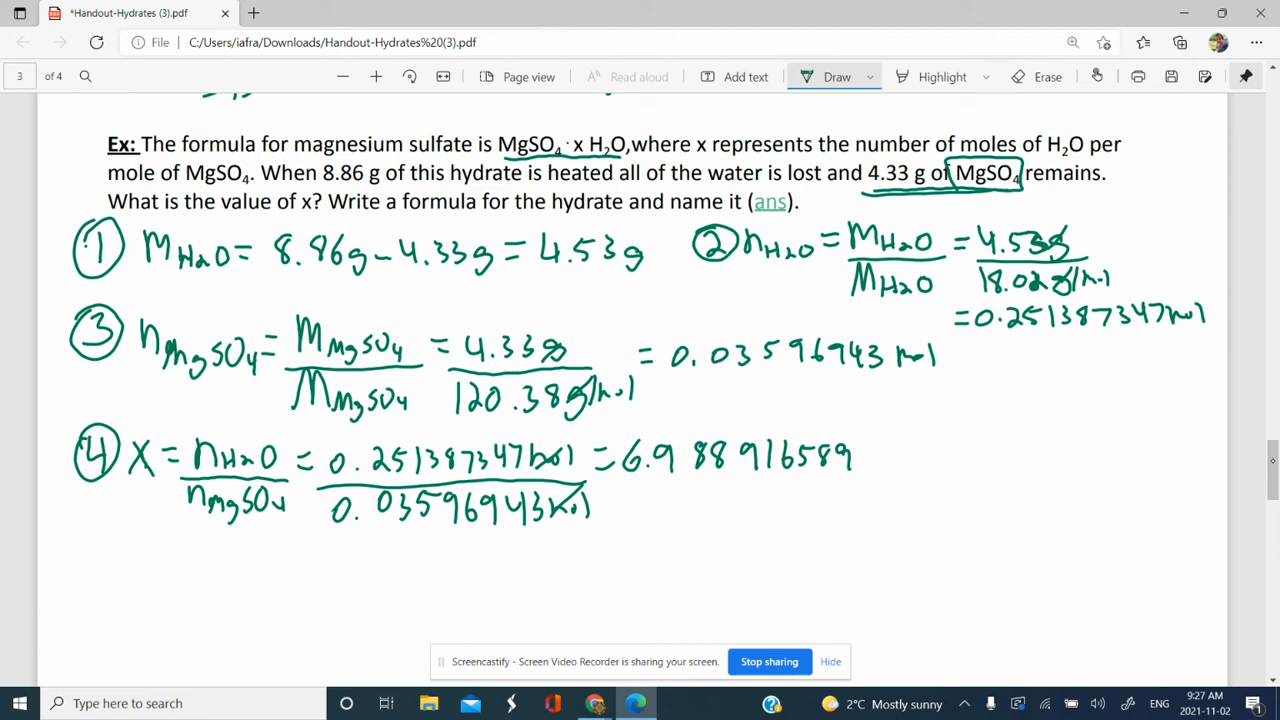 *Handout-Hydrates (3).pdf
File C:/Users/iafra/Downloads/Handout-Hydrates%20(3).pdf
3 of 4 Page view Read aloud Add text Draw Highlight Erase
Ex: The formula for magnesium sulfate is MgSO₄ · x H₂O,where x represents the number of moles of H₂O per
mole of MgSO₄. When 8.86 g of this hydrate is heated all of the water is lost and 4.33 g of MgSO₄ remains.
What is the value of x? Write a formula for the hydrate and name it (ans).
① mH₂O = 8.86g - 4.33g = 4.53g
② nH₂O = mH₂O / MH₂O = 4.53g / 18.02g/mol
= 0.251387347mol
③ nMgSO₄ = mMgSO₄ / MMgSO₄ = 4.33g / 120.38g/mol = 0.03596943 mol
④ X = nH₂O / nMgSO₄ = 0.251387347mol / 0.03596943mol = 6.988916589
Screencastify - Screen Video Recorder is sharing your screen. Stop sharing Hide
Type here to search 2°C Mostly sunny ENG 9:27 AM
2021-11-02 1